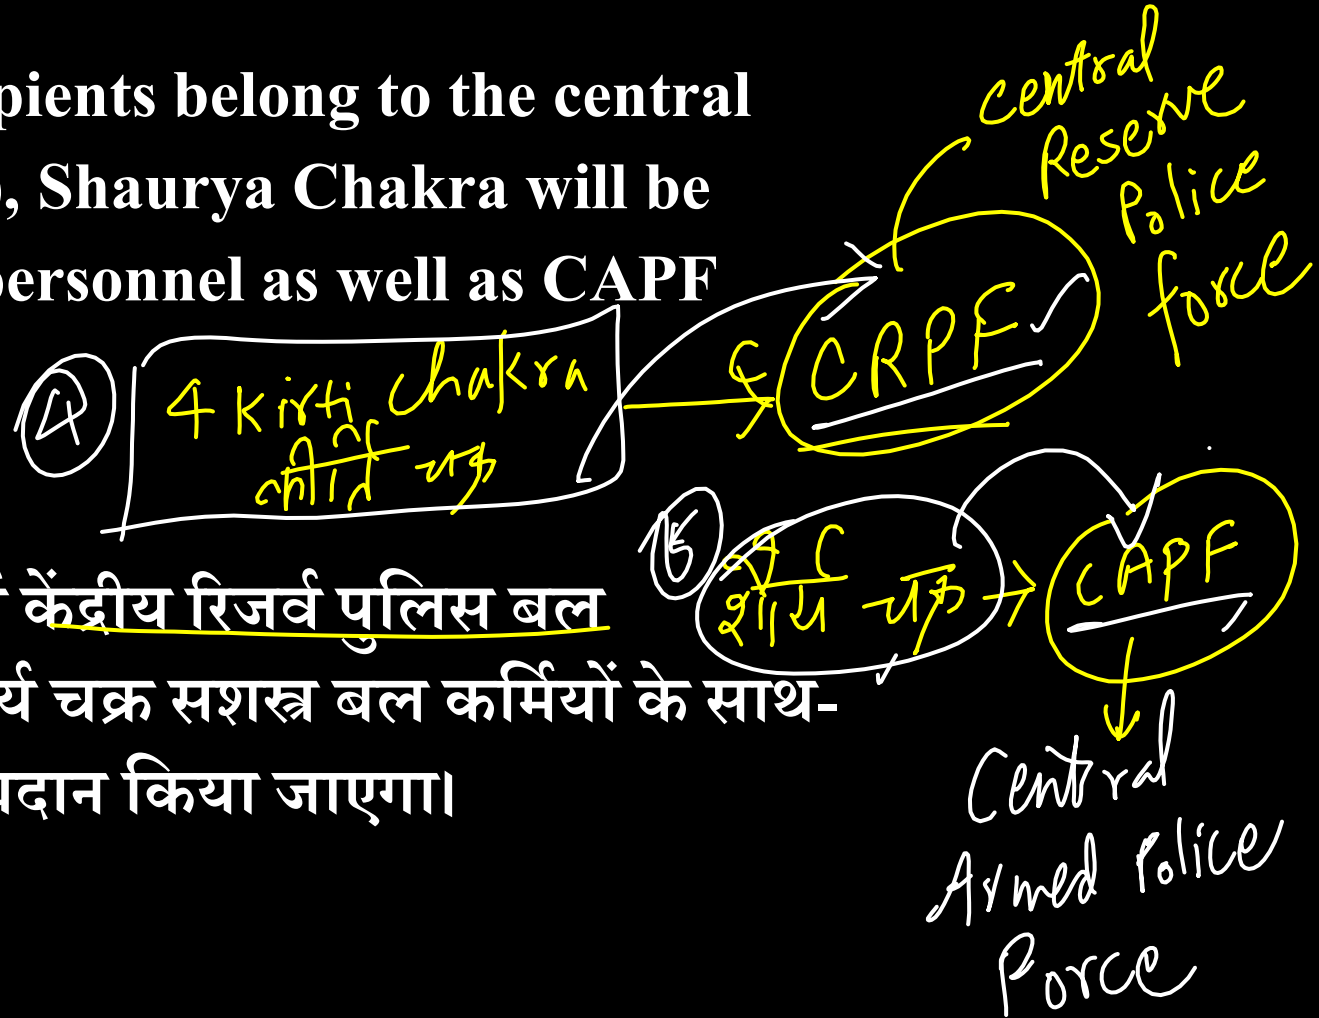 pients belong to the central
), Shaurya Chakra will be
personnel as well as CAPF
Central
Reserve
Police
force
CRPF
4
4 Kirti Chakra
कीर्ति चक्र
शौर्य चक्र
CAPF
र्व केंद्रीय रिजर्व पुलिस बल
र्य चक्र सशस्त्र बल कर्मियों के साथ-
प्रदान किया जाएगा।
Central
Armed Police
Force